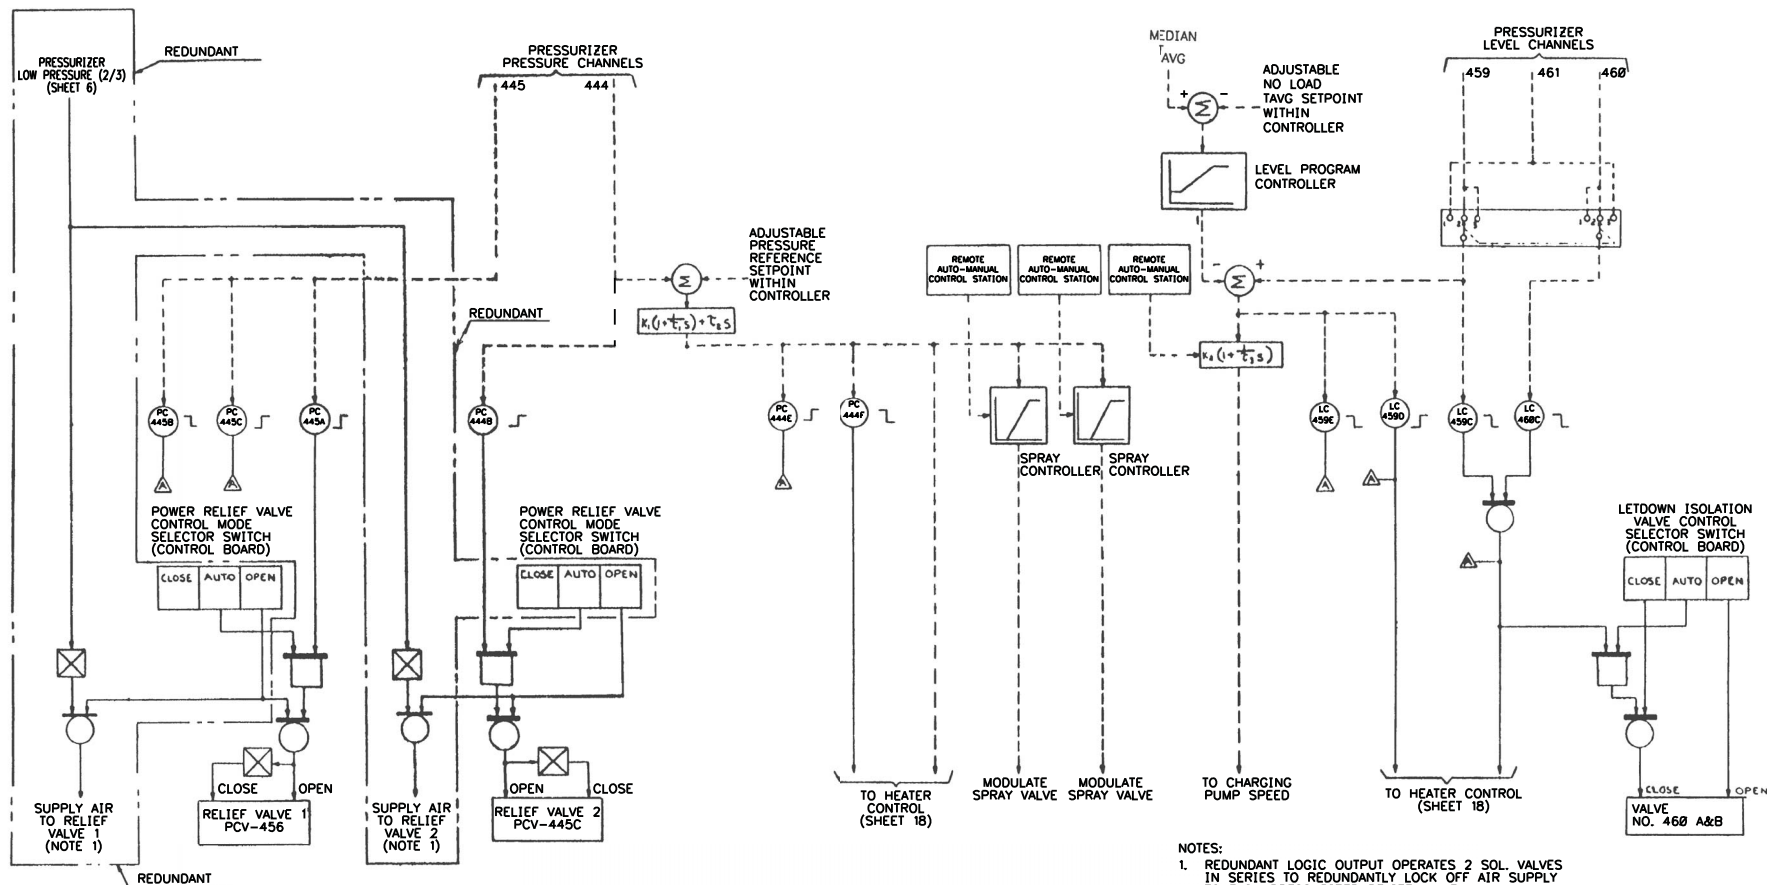 PRESSURIZER
LOW PRESSURE (2/3)
(SHEET 6)
REDUNDANT
PRESSURIZER
PRESSURE CHANNELS
445
444
MEDIAN
TAVG
ADJUSTABLE
NO LOAD
TAVG SETPOINT
WITHIN
CONTROLLER
+
-
Σ
LEVEL PROGRAM
CONTROLLER
PRESSURIZER
LEVEL CHANNELS
459
461
460
ADJUSTABLE
PRESSURE
REFERENCE
SETPOINT
WITHIN
CONTROLLER
Σ
REDUNDANT
REMOTE
AUTO-MANUAL
CONTROL STATION
REMOTE
AUTO-MANUAL
CONTROL STATION
REMOTE
AUTO-MANUAL
CONTROL STATION
-
+
Σ
PC
445B
PC
445C
PC
445A
PC
444B
PC
444E
PC
444F
LC
459E
LC
459D
LC
459C
LC
460C
SPRAY
CONTROLLER
SPRAY
CONTROLLER
A
A
A
A
A
A
POWER RELIEF VALVE
CONTROL MODE
SELECTOR SWITCH
(CONTROL BOARD)
CLOSE
AUTO
OPEN
POWER RELIEF VALVE
CONTROL MODE
SELECTOR SWITCH
(CONTROL BOARD)
CLOSE
AUTO
OPEN
LETDOWN ISOLATION
VALVE CONTROL
SELECTOR SWITCH
(CONTROL BOARD)
CLOSE
AUTO
OPEN
CLOSE
OPEN
RELIEF VALVE 1
PCV-456
SUPPLY AIR
TO RELIEF
VALVE 1
(NOTE 1)
SUPPLY AIR
TO RELIEF
VALVE 2
(NOTE 1)
OPEN
CLOSE
RELIEF VALVE 2
PCV-445C
TO HEATER
CONTROL
(SHEET 18)
MODULATE
SPRAY VALVE
MODULATE
SPRAY VALVE
TO CHARGING
PUMP SPEED
TO HEATER CONTROL
(SHEET 18)
CLOSE
OPEN
VALVE
NO. 460 A&B
REDUNDANT
NOTES:
1. REDUNDANT LOGIC OUTPUT OPERATES 2 SOL. VALVES
IN SERIES TO REDUNDANTLY LOCK OFF AIR SUPPLY